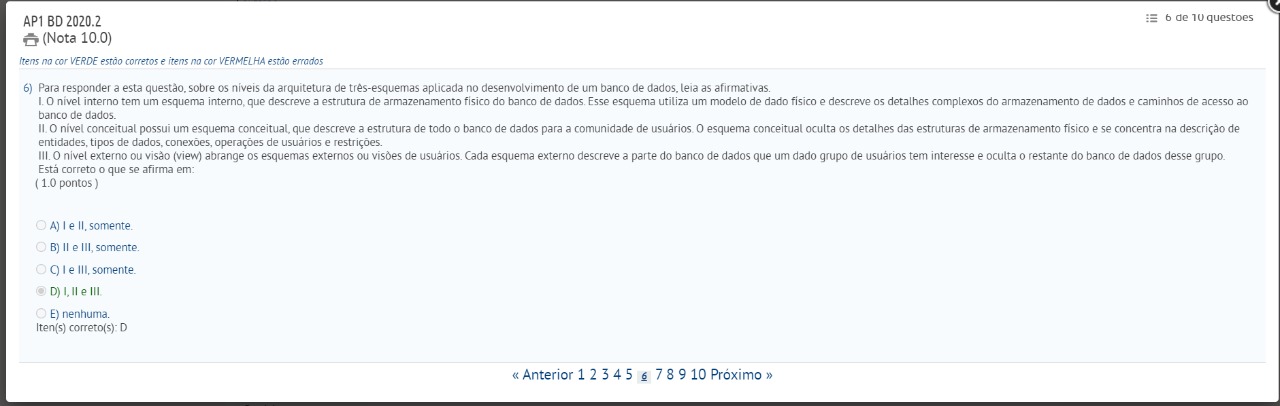 AP1 BD 2020.2
6 de 10 questões
(Nota 10.0)
Itens na cor VERDE estão corretos e itens na cor VERMELHA estão errados
6) Para responder a esta questão, sobre os níveis da arquitetura de três-esquemas aplicada no desenvolvimento de um banco de dados, leia as afirmativas.
I. O nível interno tem um esquema interno, que descreve a estrutura de armazenamento físico do banco de dados. Esse esquema utiliza um modelo de dado físico e descreve os detalhes complexos do armazenamento de dados e caminhos de acesso ao
banco de dados.
II. O nível conceitual possui um esquema conceitual, que descreve a estrutura de todo o banco de dados para a comunidade de usuários. O esquema conceitual oculta os detalhes das estruturas de armazenamento físico e se concentra na descrição de
entidades, tipos de dados, conexões, operações de usuários e restrições.
III. O nível externo ou visão (view) abrange os esquemas externos ou visões de usuários. Cada esquema externo descreve a parte do banco de dados que um dado grupo de usuários tem interesse e oculta o restante do banco de dados desse grupo.
Está correto o que se afirma em:
( 1.0 pontos )
A) I e II, somente.
B) II e III, somente.
C) I e III, somente.
D) I, II e III.
E) nenhuma.
Iten(s) correto(s): D
« Anterior 1 2 3 4 5 6 7 8 9 10 Próximo »